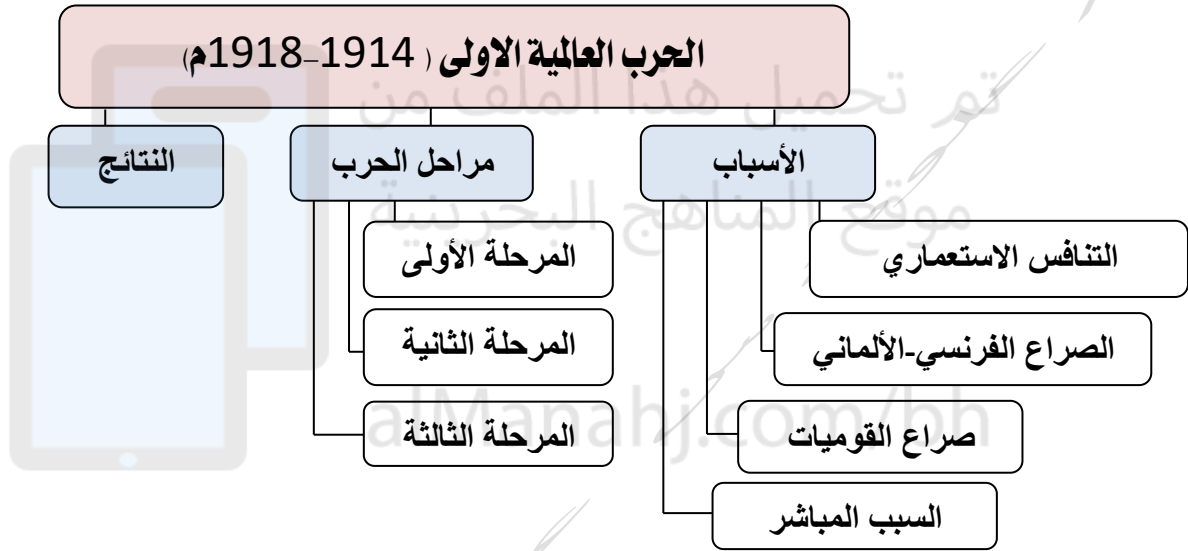 الحرب العالمية الاولى ( 1914–1918م)
الأسباب
مراحل الحرب
النتائج
التنافس الاستعماري
الصراع الفرنسي-الألماني
صراع القوميات
السبب المباشر
المرحلة الأولى
المرحلة الثانية
المرحلة الثالثة
تم تحميل هذا الملف من
موقع المناهج البحرينية
alManahj.com/bh